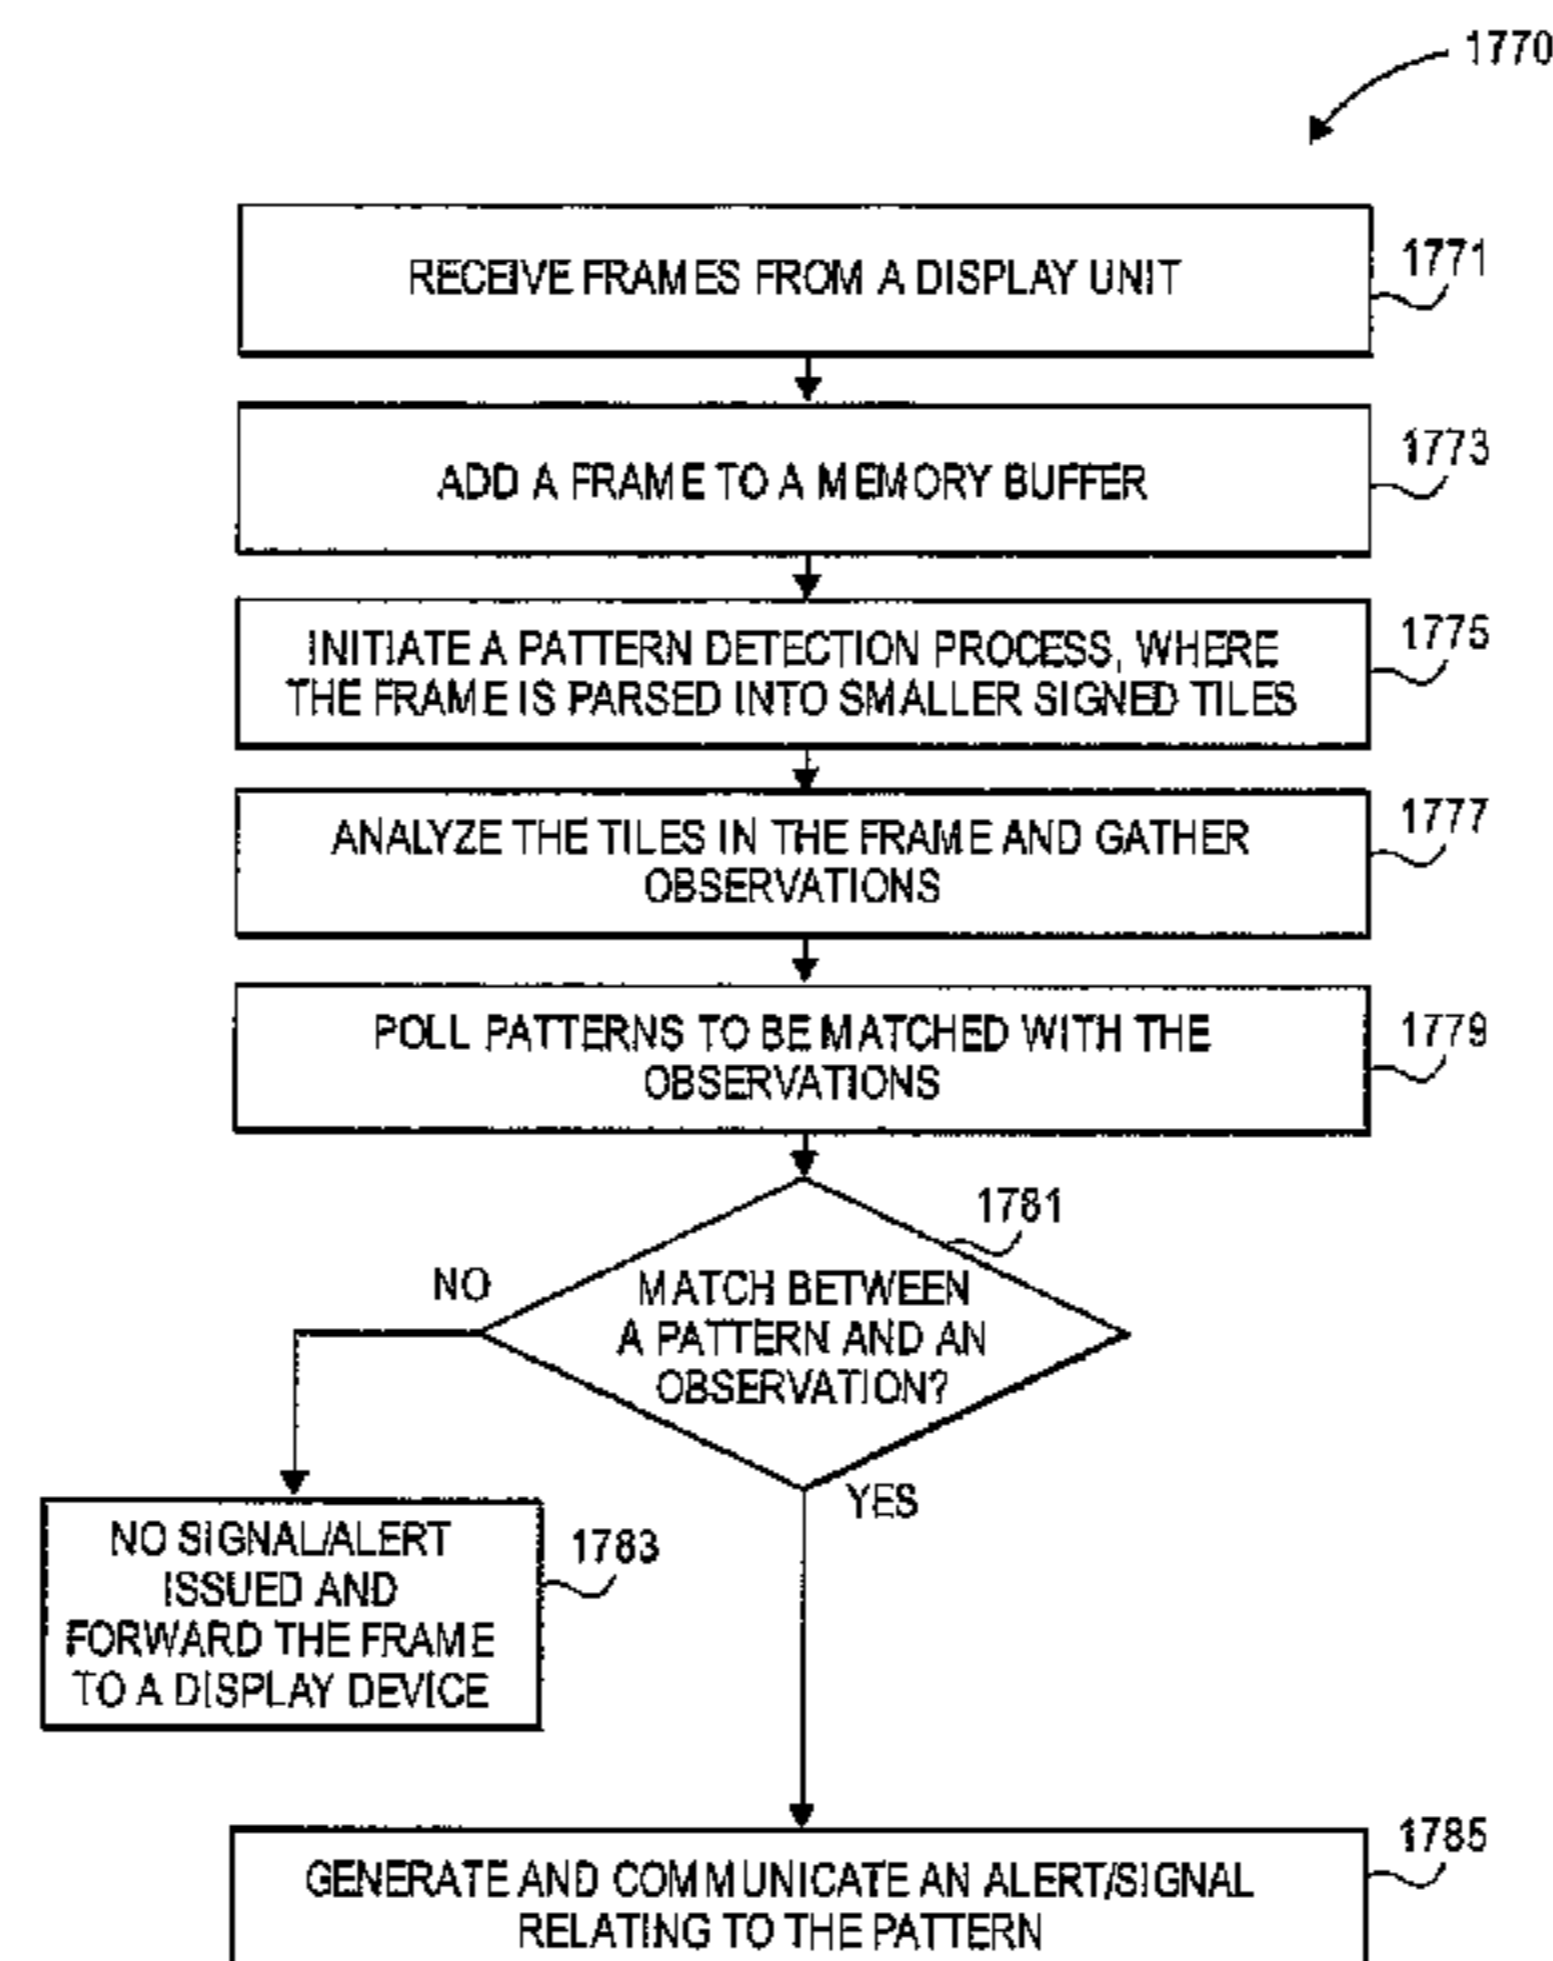 1770
RECEIVE FRAMES FROM A DISPLAY UNIT
1771
ADD A FRAME TO A MEMORY BUFFER
1773
INITIATE A PATTERN DETECTION PROCESS, WHERE
THE FRAME IS PARSED INTO SMALLER SIGNED TILES
1775
ANALYZE THE TILES IN THE FRAME AND GATHER
OBSERVATIONS
1777
POLL PATTERNS TO BE MATCHED WITH THE
OBSERVATIONS
1779
1781
MATCH BETWEEN
A PATTERN AND AN
OBSERVATION?
NO
YES
NO SIGNAL/ALERT
ISSUED AND
FORWARD THE FRAME
TO A DISPLAY DEVICE
1783
GENERATE AND COMMUNICATE AN ALERT/SIGNAL
RELATING TO THE PATTERN
1785